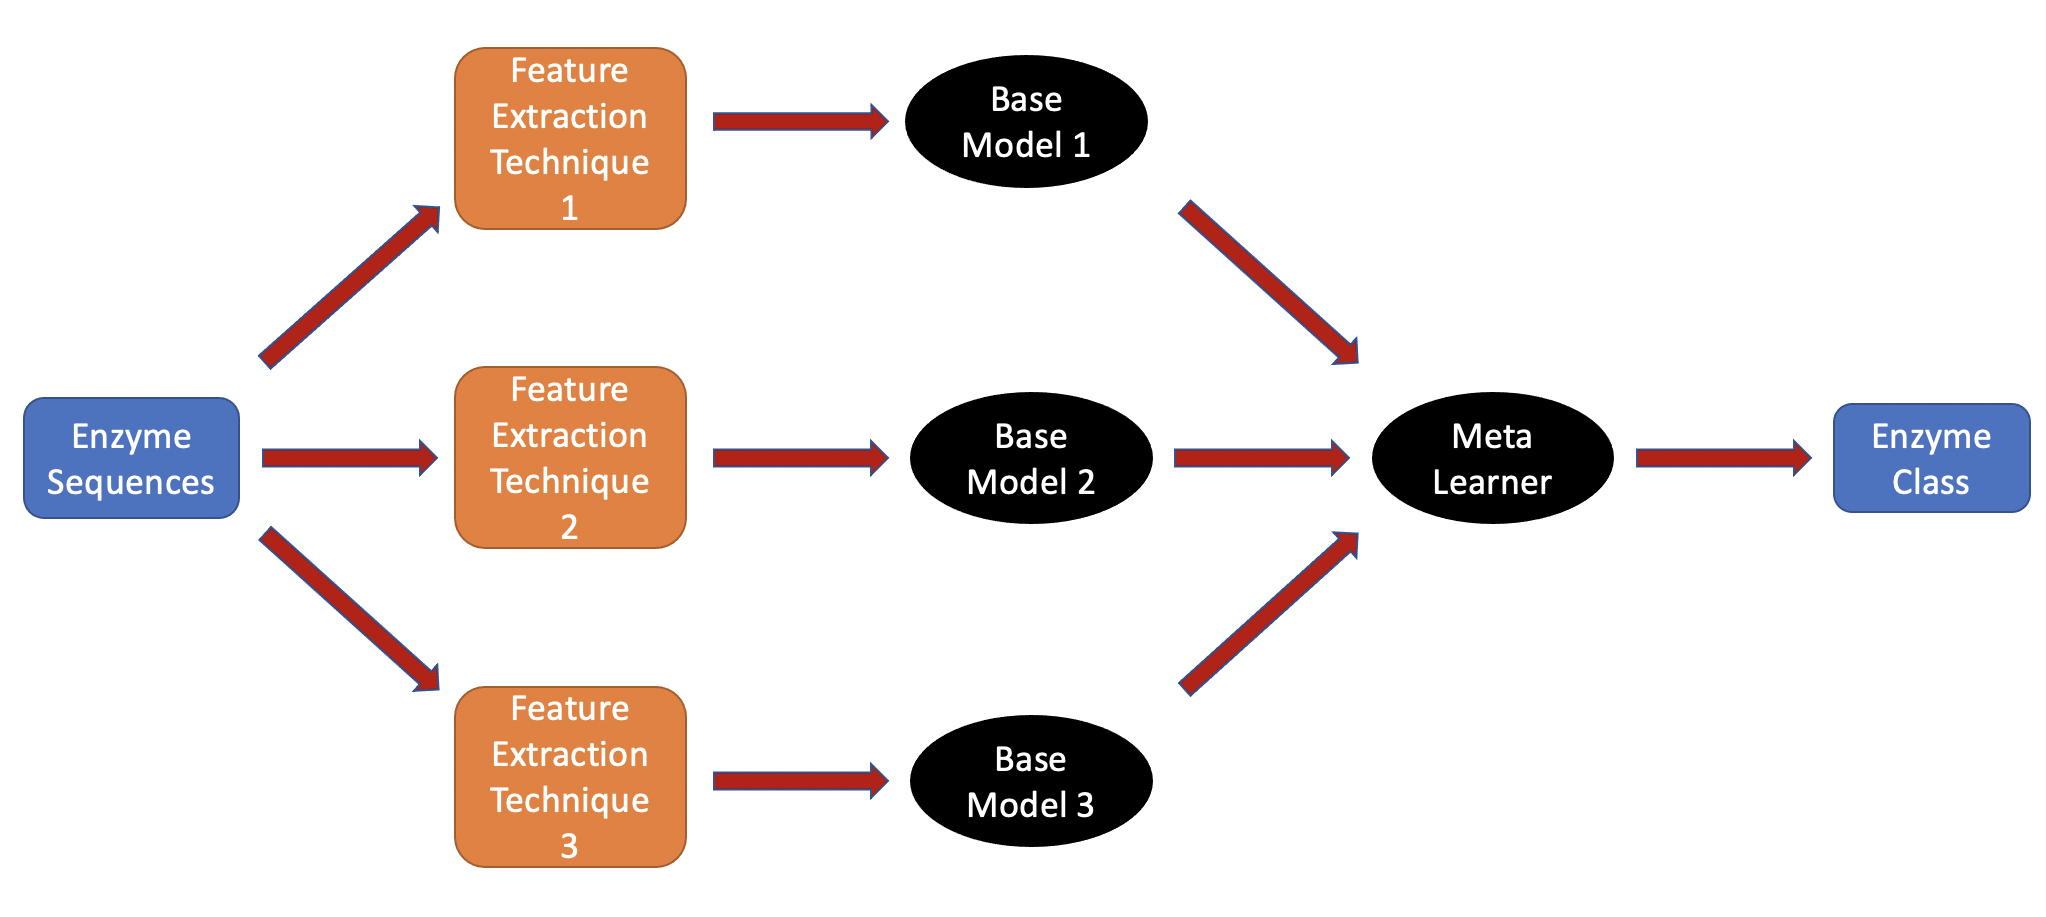 Feature
Extraction
Technique
1
Base
Model 1
Enzyme
Sequences
Feature
Extraction
Technique
2
Base
Model 2
Meta
Learner
Enzyme
Class
Feature
Extraction
Technique
3
Base
Model 3